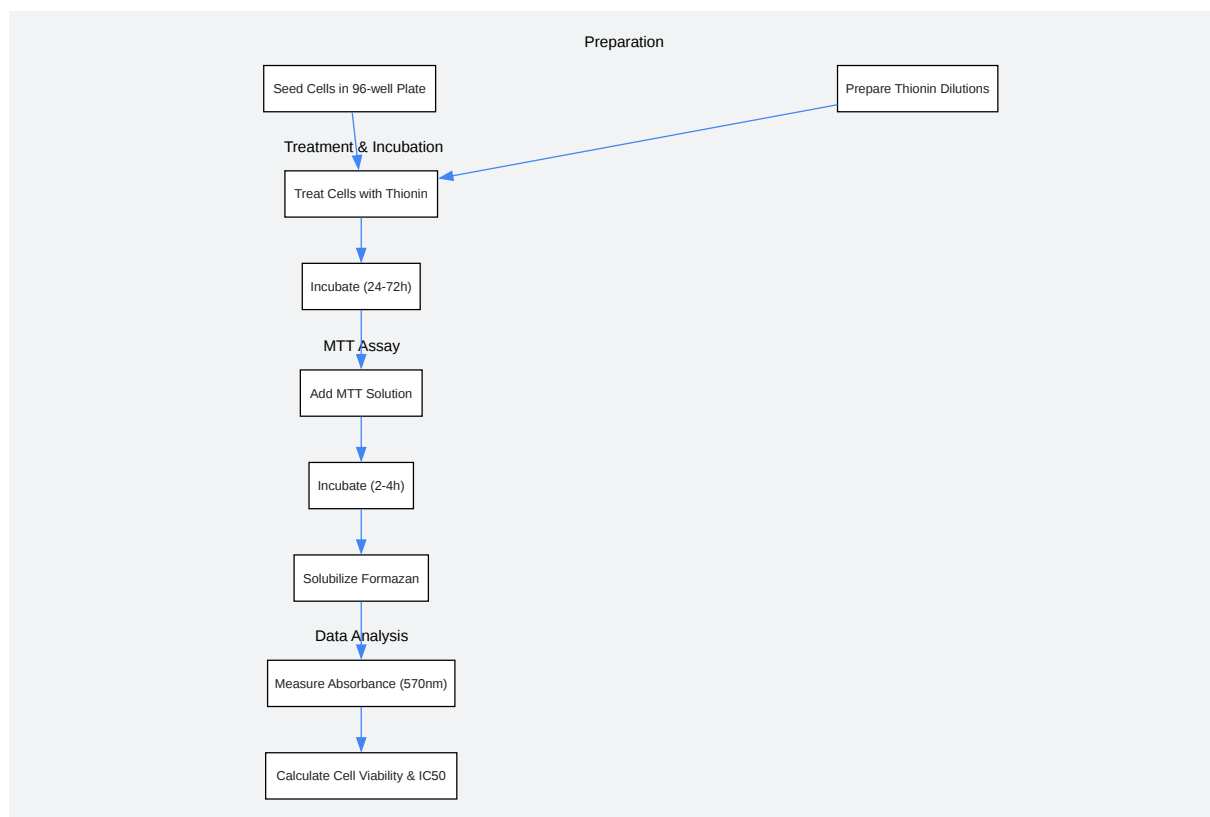 Preparation
Seed Cells in 96-well Plate
Prepare Thionin Dilutions
Treatment & Incubation
Treat Cells with Thionin
Incubate (24-72h)
MTT Assay
Add MTT Solution
Incubate (2-4h)
Solubilize Formazan
Data Analysis
Measure Absorbance (570nm)
Calculate Cell Viability & IC50